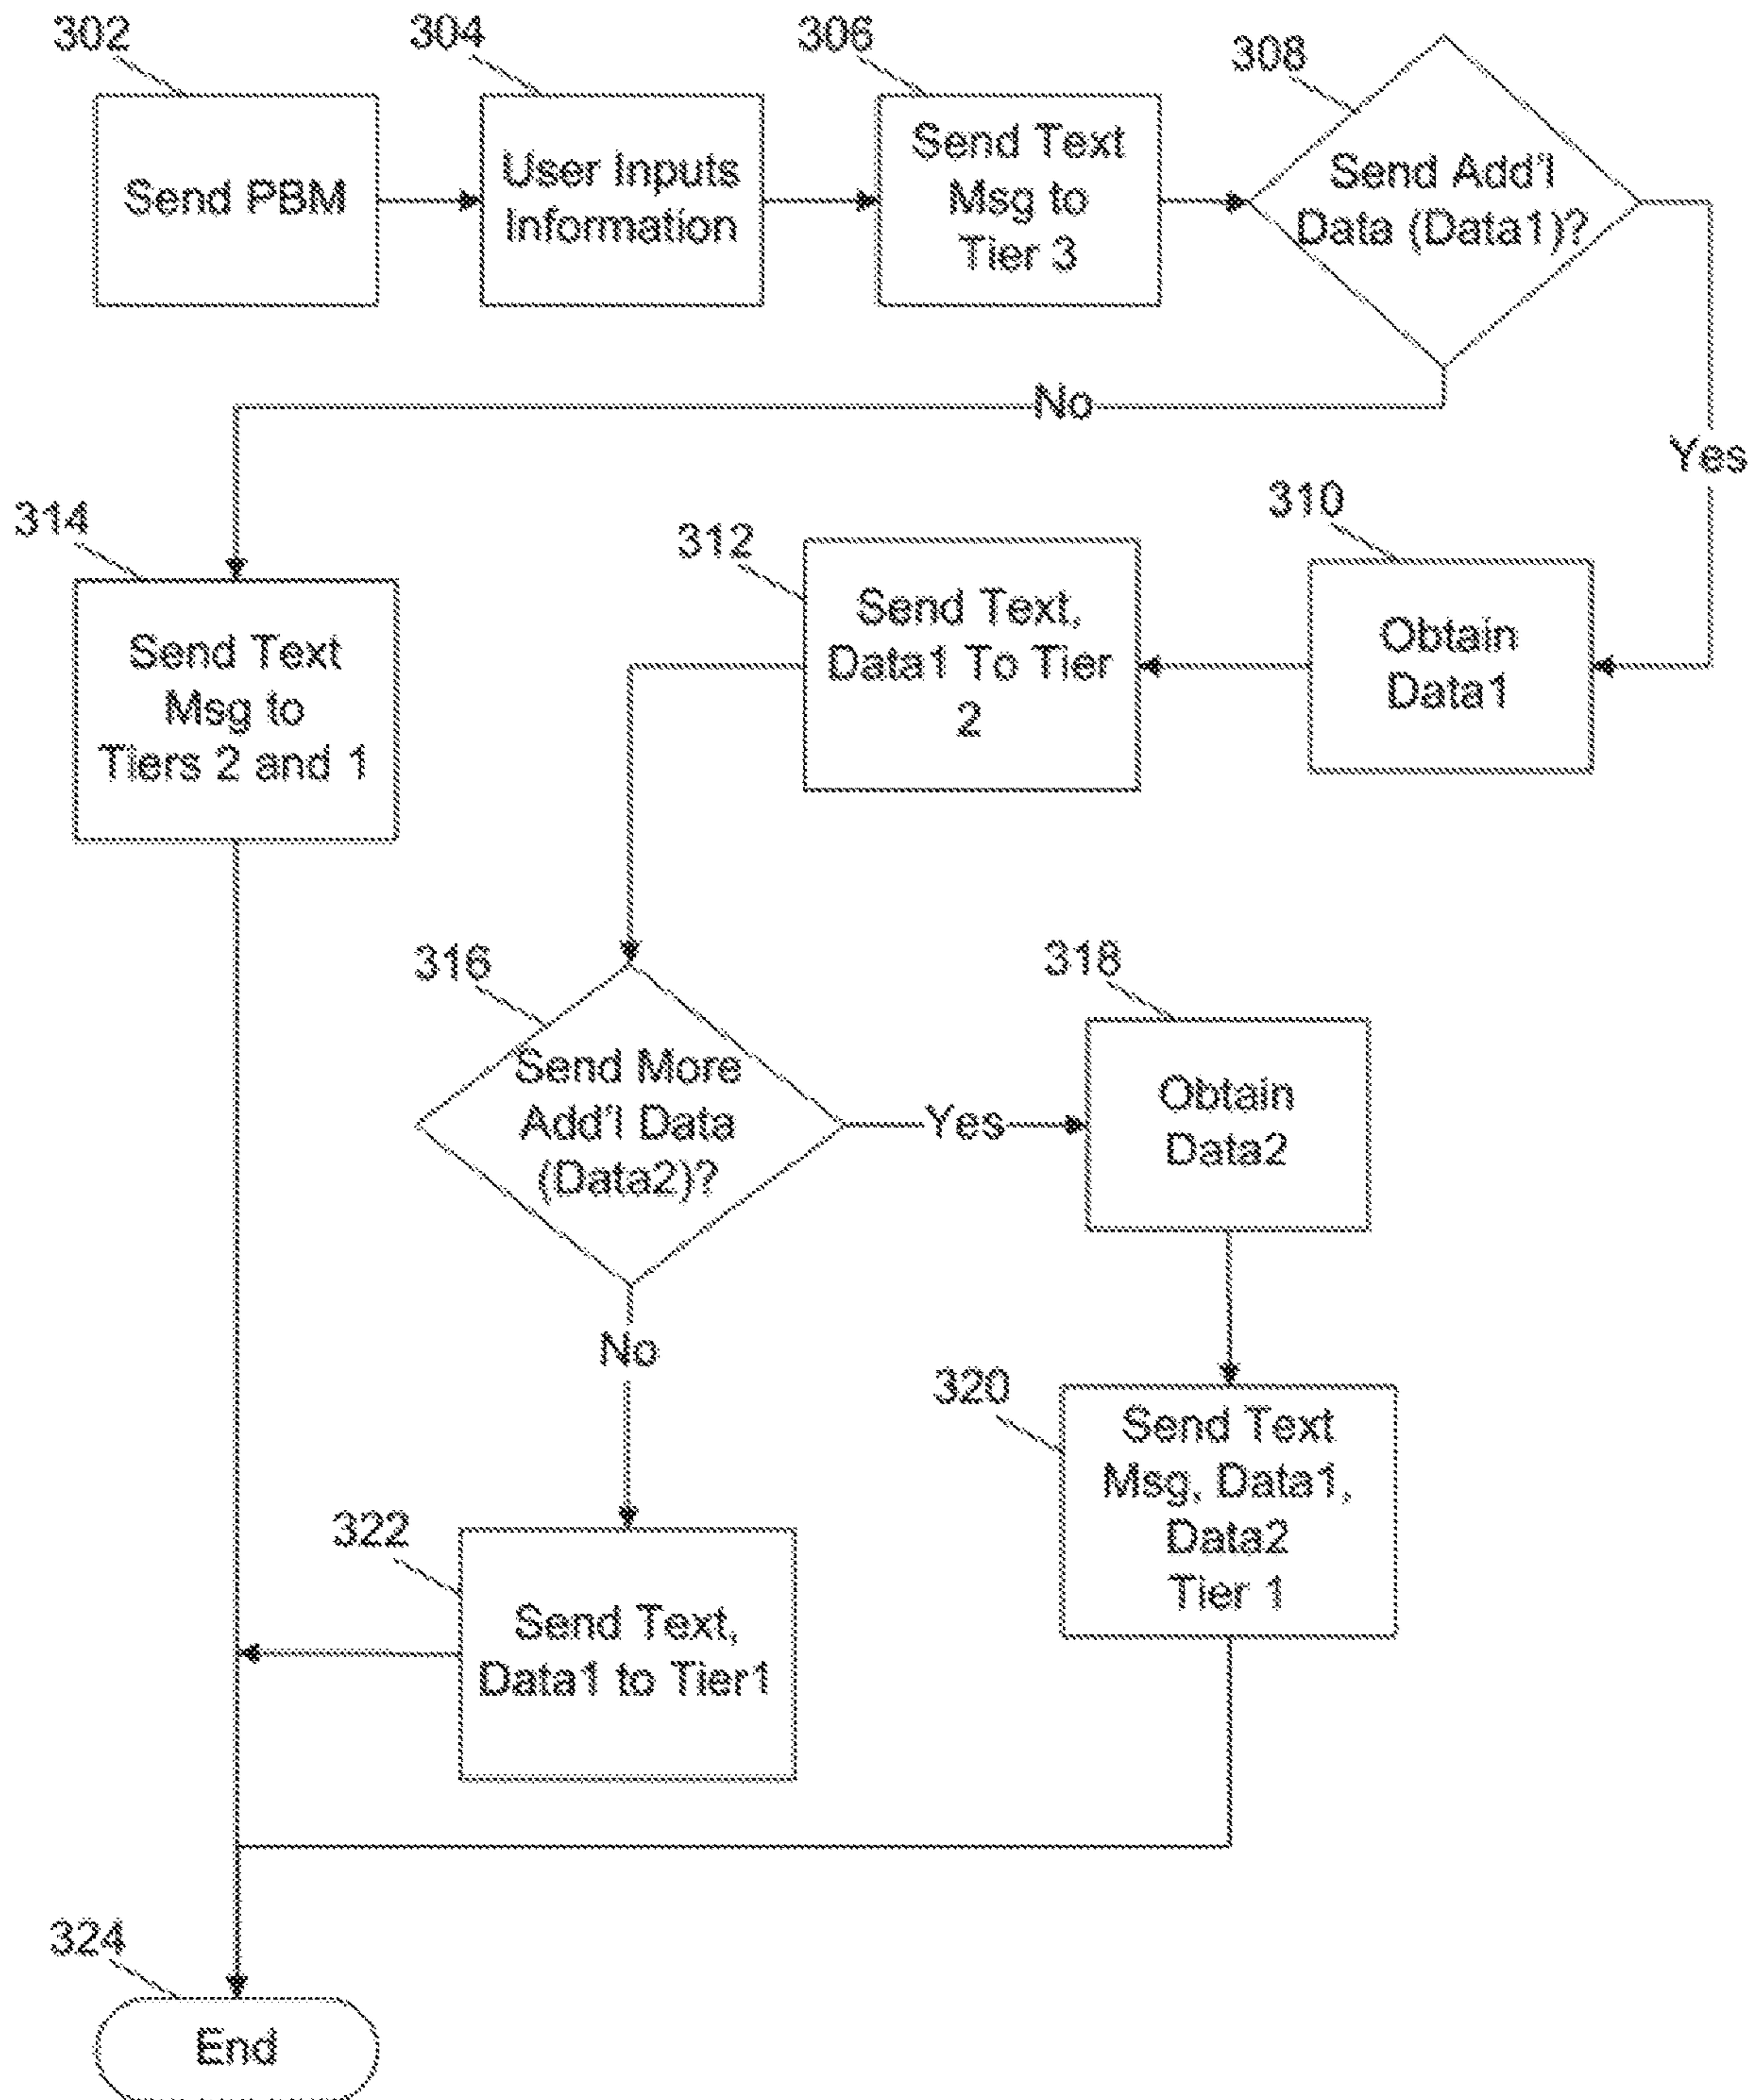 302
Send PBM
304
User Inputs
Information
306
Send Text
Msg to
Tier 3
308
Send Add'l
Data (Data1)?
No
Yes
314
Send Text
Msg to
Tiers 2 and 1
312
Send Text,
Data1 To Tier
2
310
Obtain
Data1
316
Send More
Add'l Data
(Data2)?
Yes
318
Obtain
Data2
No
320
Send Text
Msg, Data1,
Data2
Tier 1
322
Send Text,
Data1 to Tier1
324
End